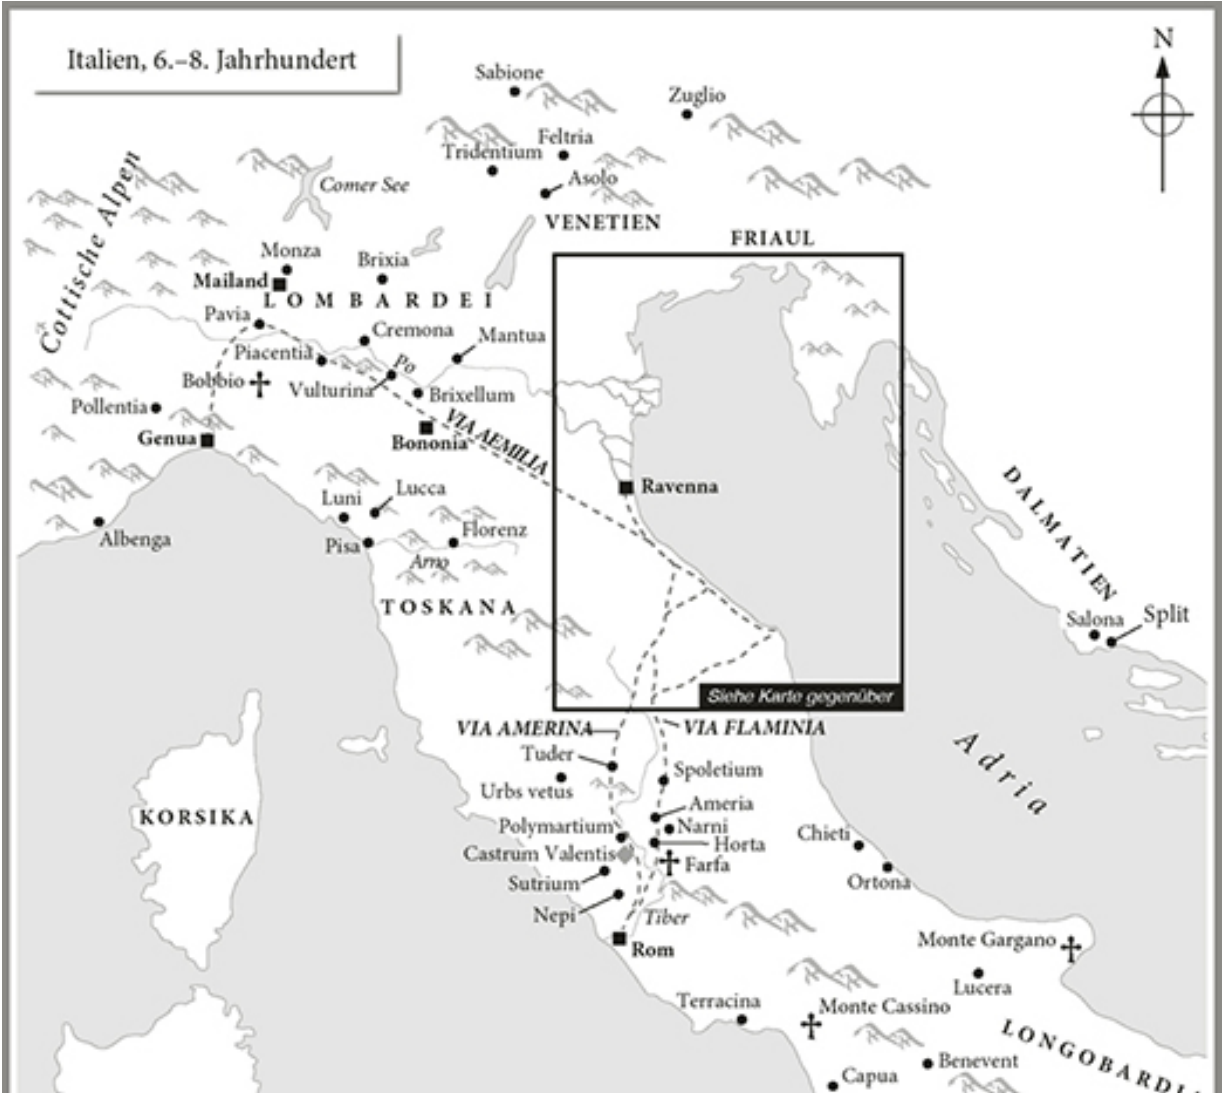 Italien, 6.–8. Jahrhundert
N
Sabione
Zuglio
Feltria
Tridentium
Asolo
Comer See
Cottische Alpen
VENETIEN
FRIAUL
Monza
Brixia
Mailand
LOMBARDEI
Pavia
Cremona
Mantua
Piacentia
Po
Bobbio
Vulturina
Brixellum
Pollentia
VIA AEMILIA
Genua
Bononia
Ravenna
Lucca
Luni
DALMATIEN
Albenga
Florenz
Pisa
Arno
TOSKANA
Salona
Split
Siehe Karte gegenüber
VIA AMERINA
VIA FLAMINIA
Adria
Tuder
Spoletium
Urbs vetus
Ameria
KORSIKA
Polymartium
Narni
Chieti
Horta
Castrum Valentis
Farfa
Sutrium
Ortona
Nepi
Tiber
Monte Gargano
Rom
Lucera
Terracina
Monte Cassino
LONGOBARDI
Benevent
Capua